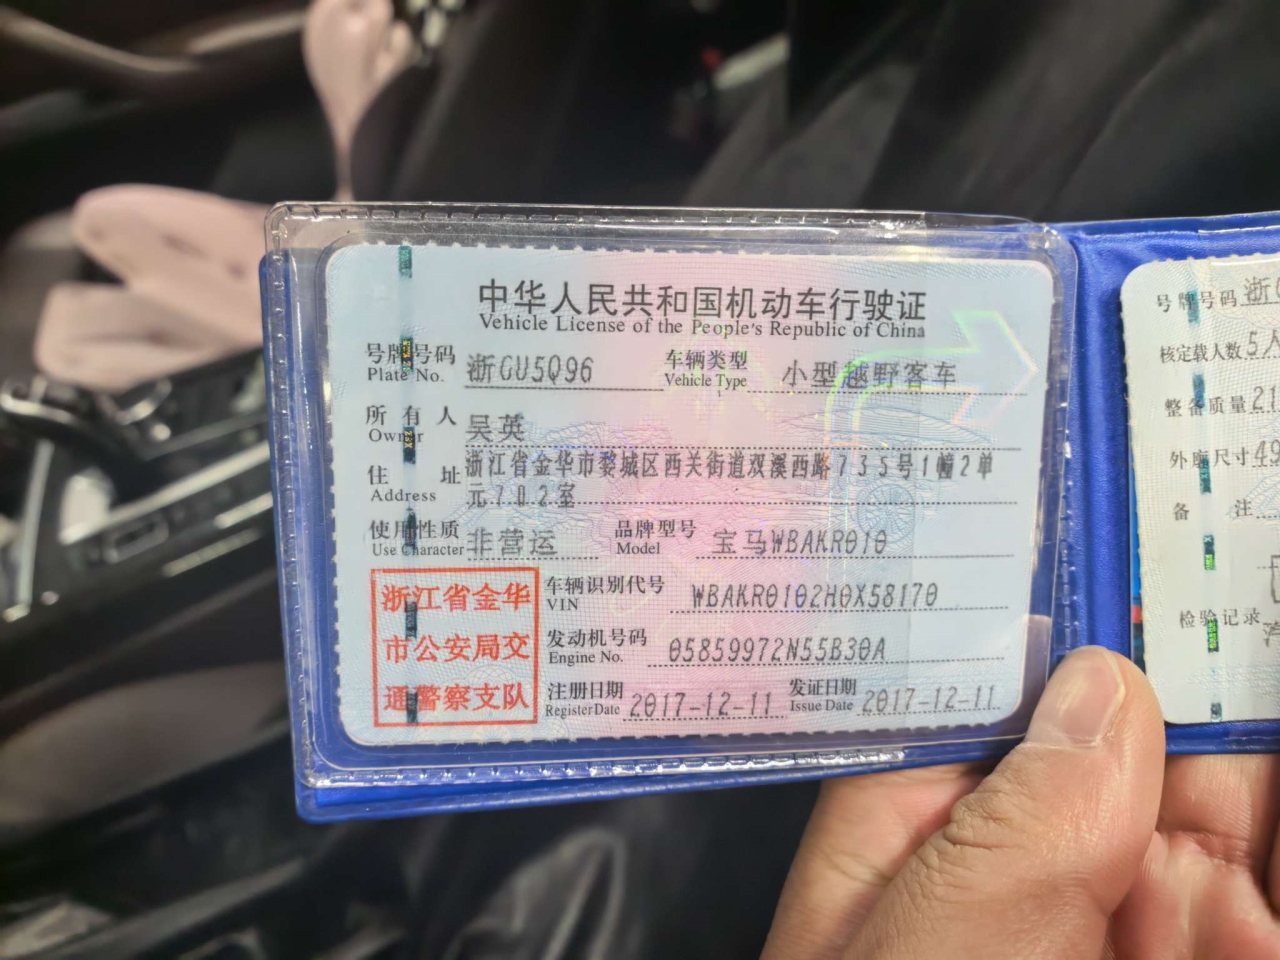 中华人民共和国机动车行驶证
Vehicle License of the People's Republic of China
号牌号码 浙GU5Q96 车辆类型 小型越野客车
Plate No. Vehicle Type
所有人 吴英
Owner
住址 浙江省金华市婺城区西关街道双溪西路735号1幢2单
Address 元702室
使用性质 非营运 品牌型号 宝马WBAKR010
Use Character Model
浙江省金华
市公安局交
通警察支队
车辆识别代号 WBAKR0102H0X58170
VIN
发动机号码 05859972N55B30A
Engine No.
注册日期 2017-12-11 发证日期 2017-12-11
Register Date Issue Date
号牌号码 浙
核定载人数 5人
整备质量 21
外廓尺寸 49
备注
检验记录